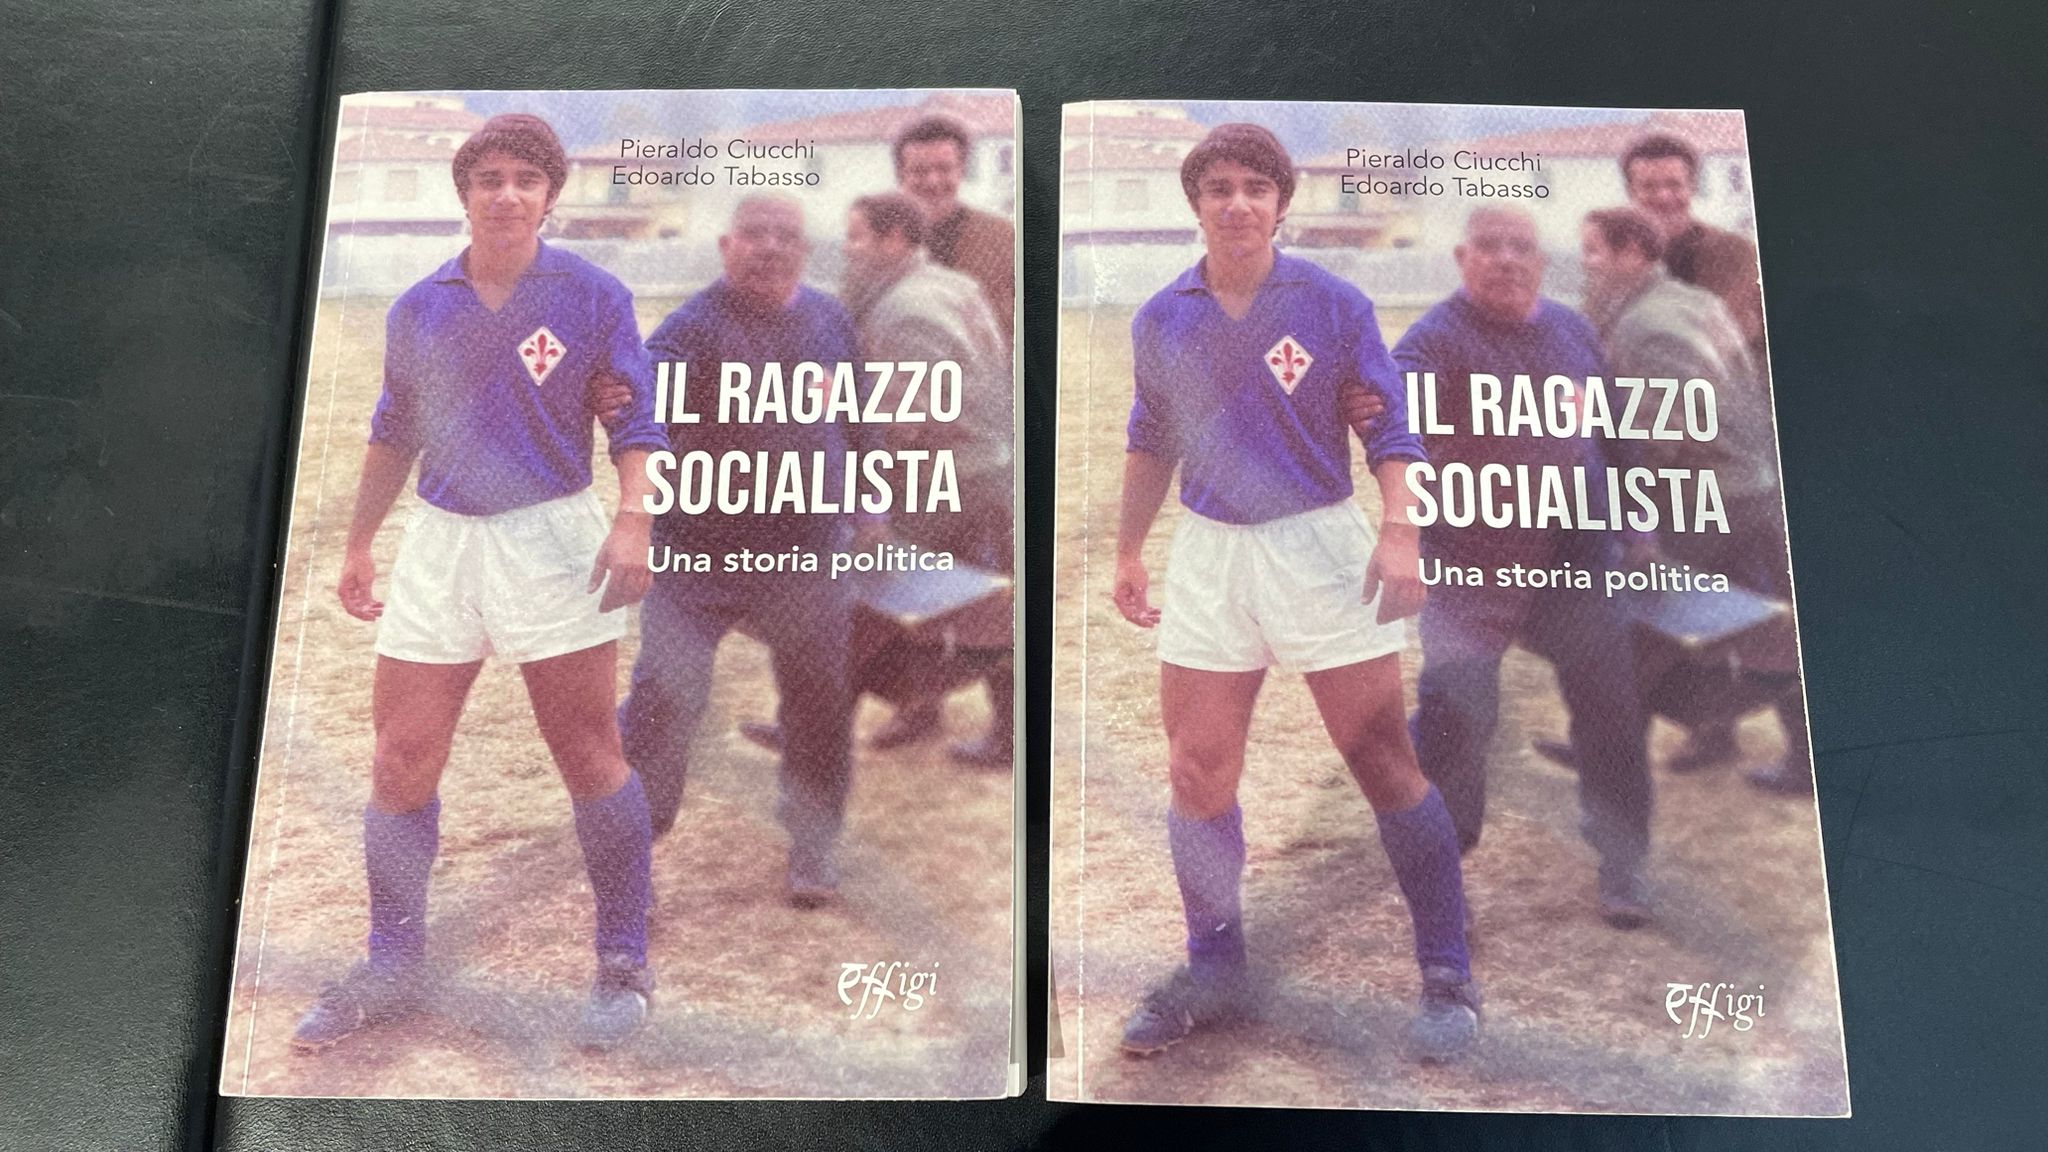 Pieraldo Ciucchi
Edoardo Tabasso
IL RAGAZZO
SOCIALISTA
Una storia politica
effigi
Pieraldo Ciucchi
Edoardo Tabasso
IL RAGAZZO
SOCIALISTA
Una storia politica
effigi